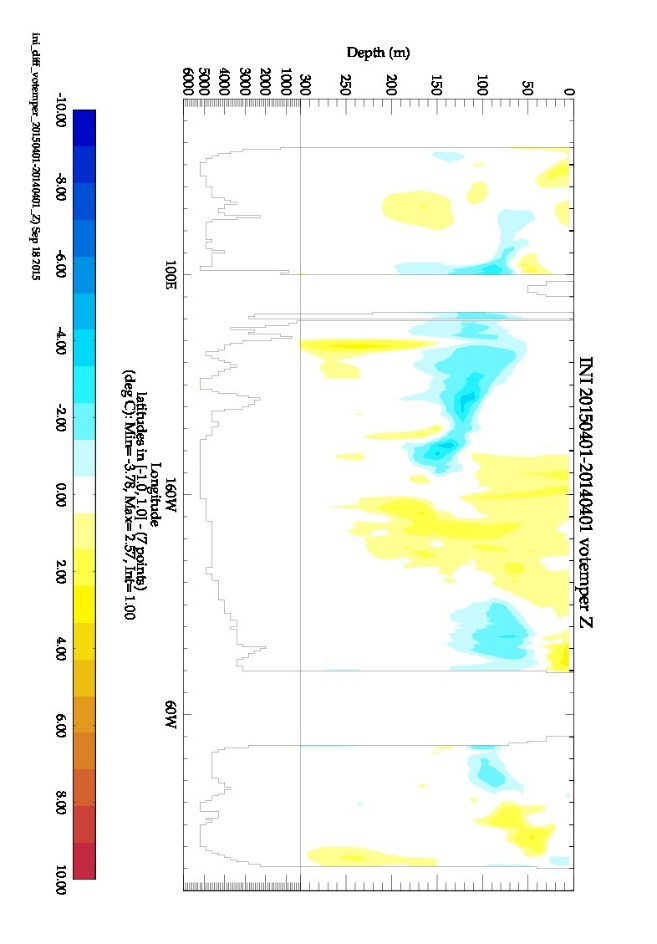 INI 20150401-20140401 votemper Z
Depth (m)
0
50
100
150
200
250
300
1000
2000
3000
4000
5000
6000
100E
160W
60W
Longitude
Latitudes in [-1.0, 1.0] - (7 points)
(deg C): Min= -3.78, Max= 2.57, Int= 1.00
-10.00 -8.00 -6.00 -4.00 -2.00 0.00 2.00 4.00 6.00 8.00 10.00
ini_diff_votemper_20150401-20140401_Z) Sep 18 2015